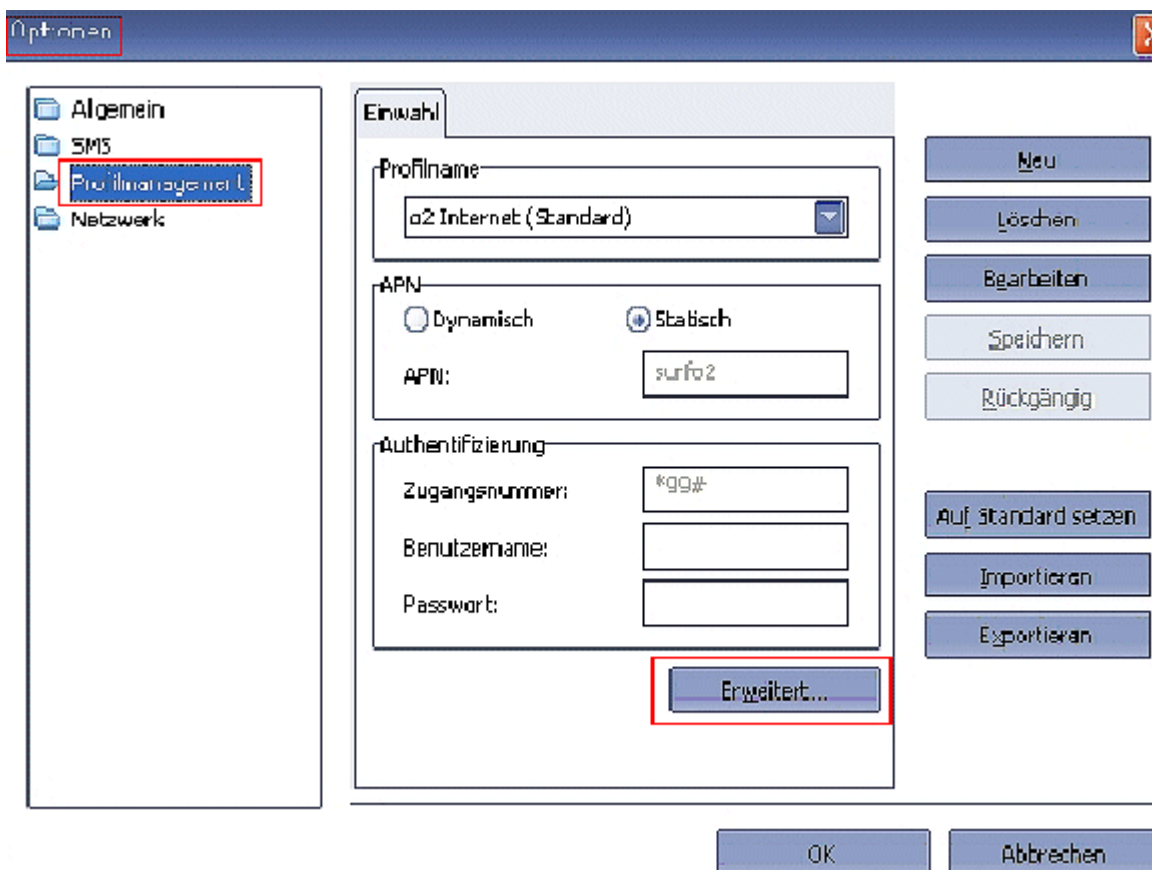 Optionen
Algemein
SMS
Profilmanagement
Netzwerk
Einwahl
Profilname
o2 Internet (Standard)
APN
Dynamisch
Statisch
APN:
surfo2
Authentifizierung
Zugangsnummer:
*99#
Benutzername:
Passwort:
Erweitert...
Neu
Löschen
Bearbeiten
Speichern
Rückgängig
Auf Standard setzen
Importieren
Exportieren
OK
Abbrechen